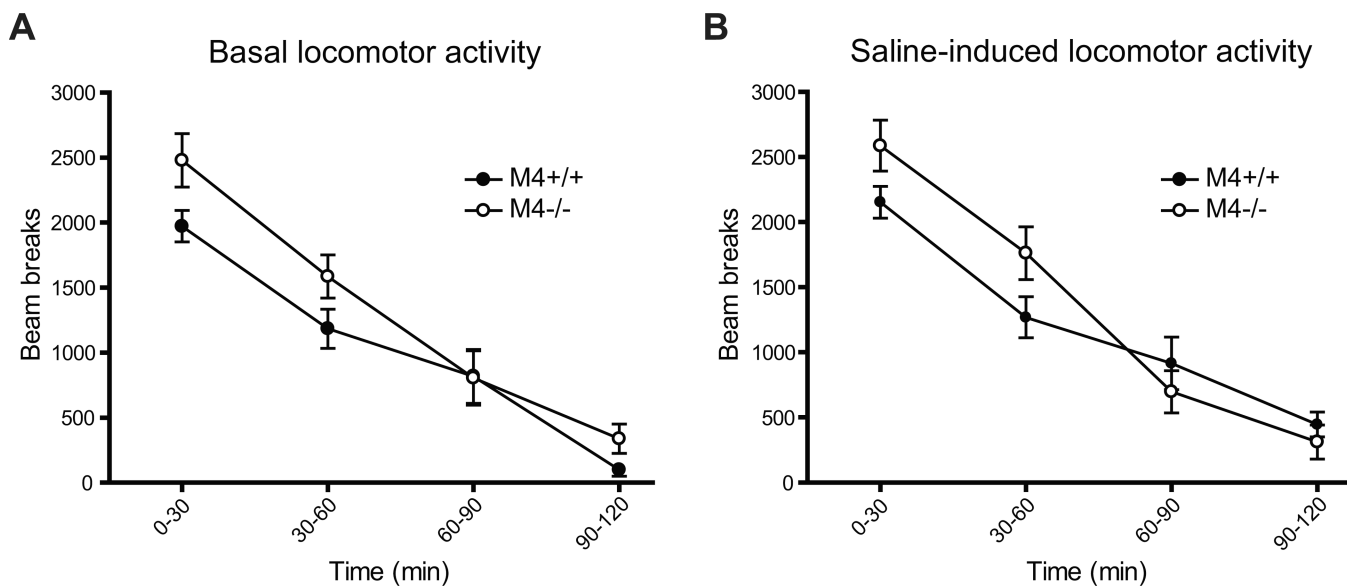 A
Basal locomotor activity
Beam breaks
3000
2500
2000
1500
1000
500
0
M4+/+
M4-/-
0-30
30-60
60-90
90-120
Time (min)
B
Saline-induced locomotor activity
Beam breaks
3000
2500
2000
1500
1000
500
0
M4+/+
M4-/-
0-30
30-60
60-90
90-120
Time (min)